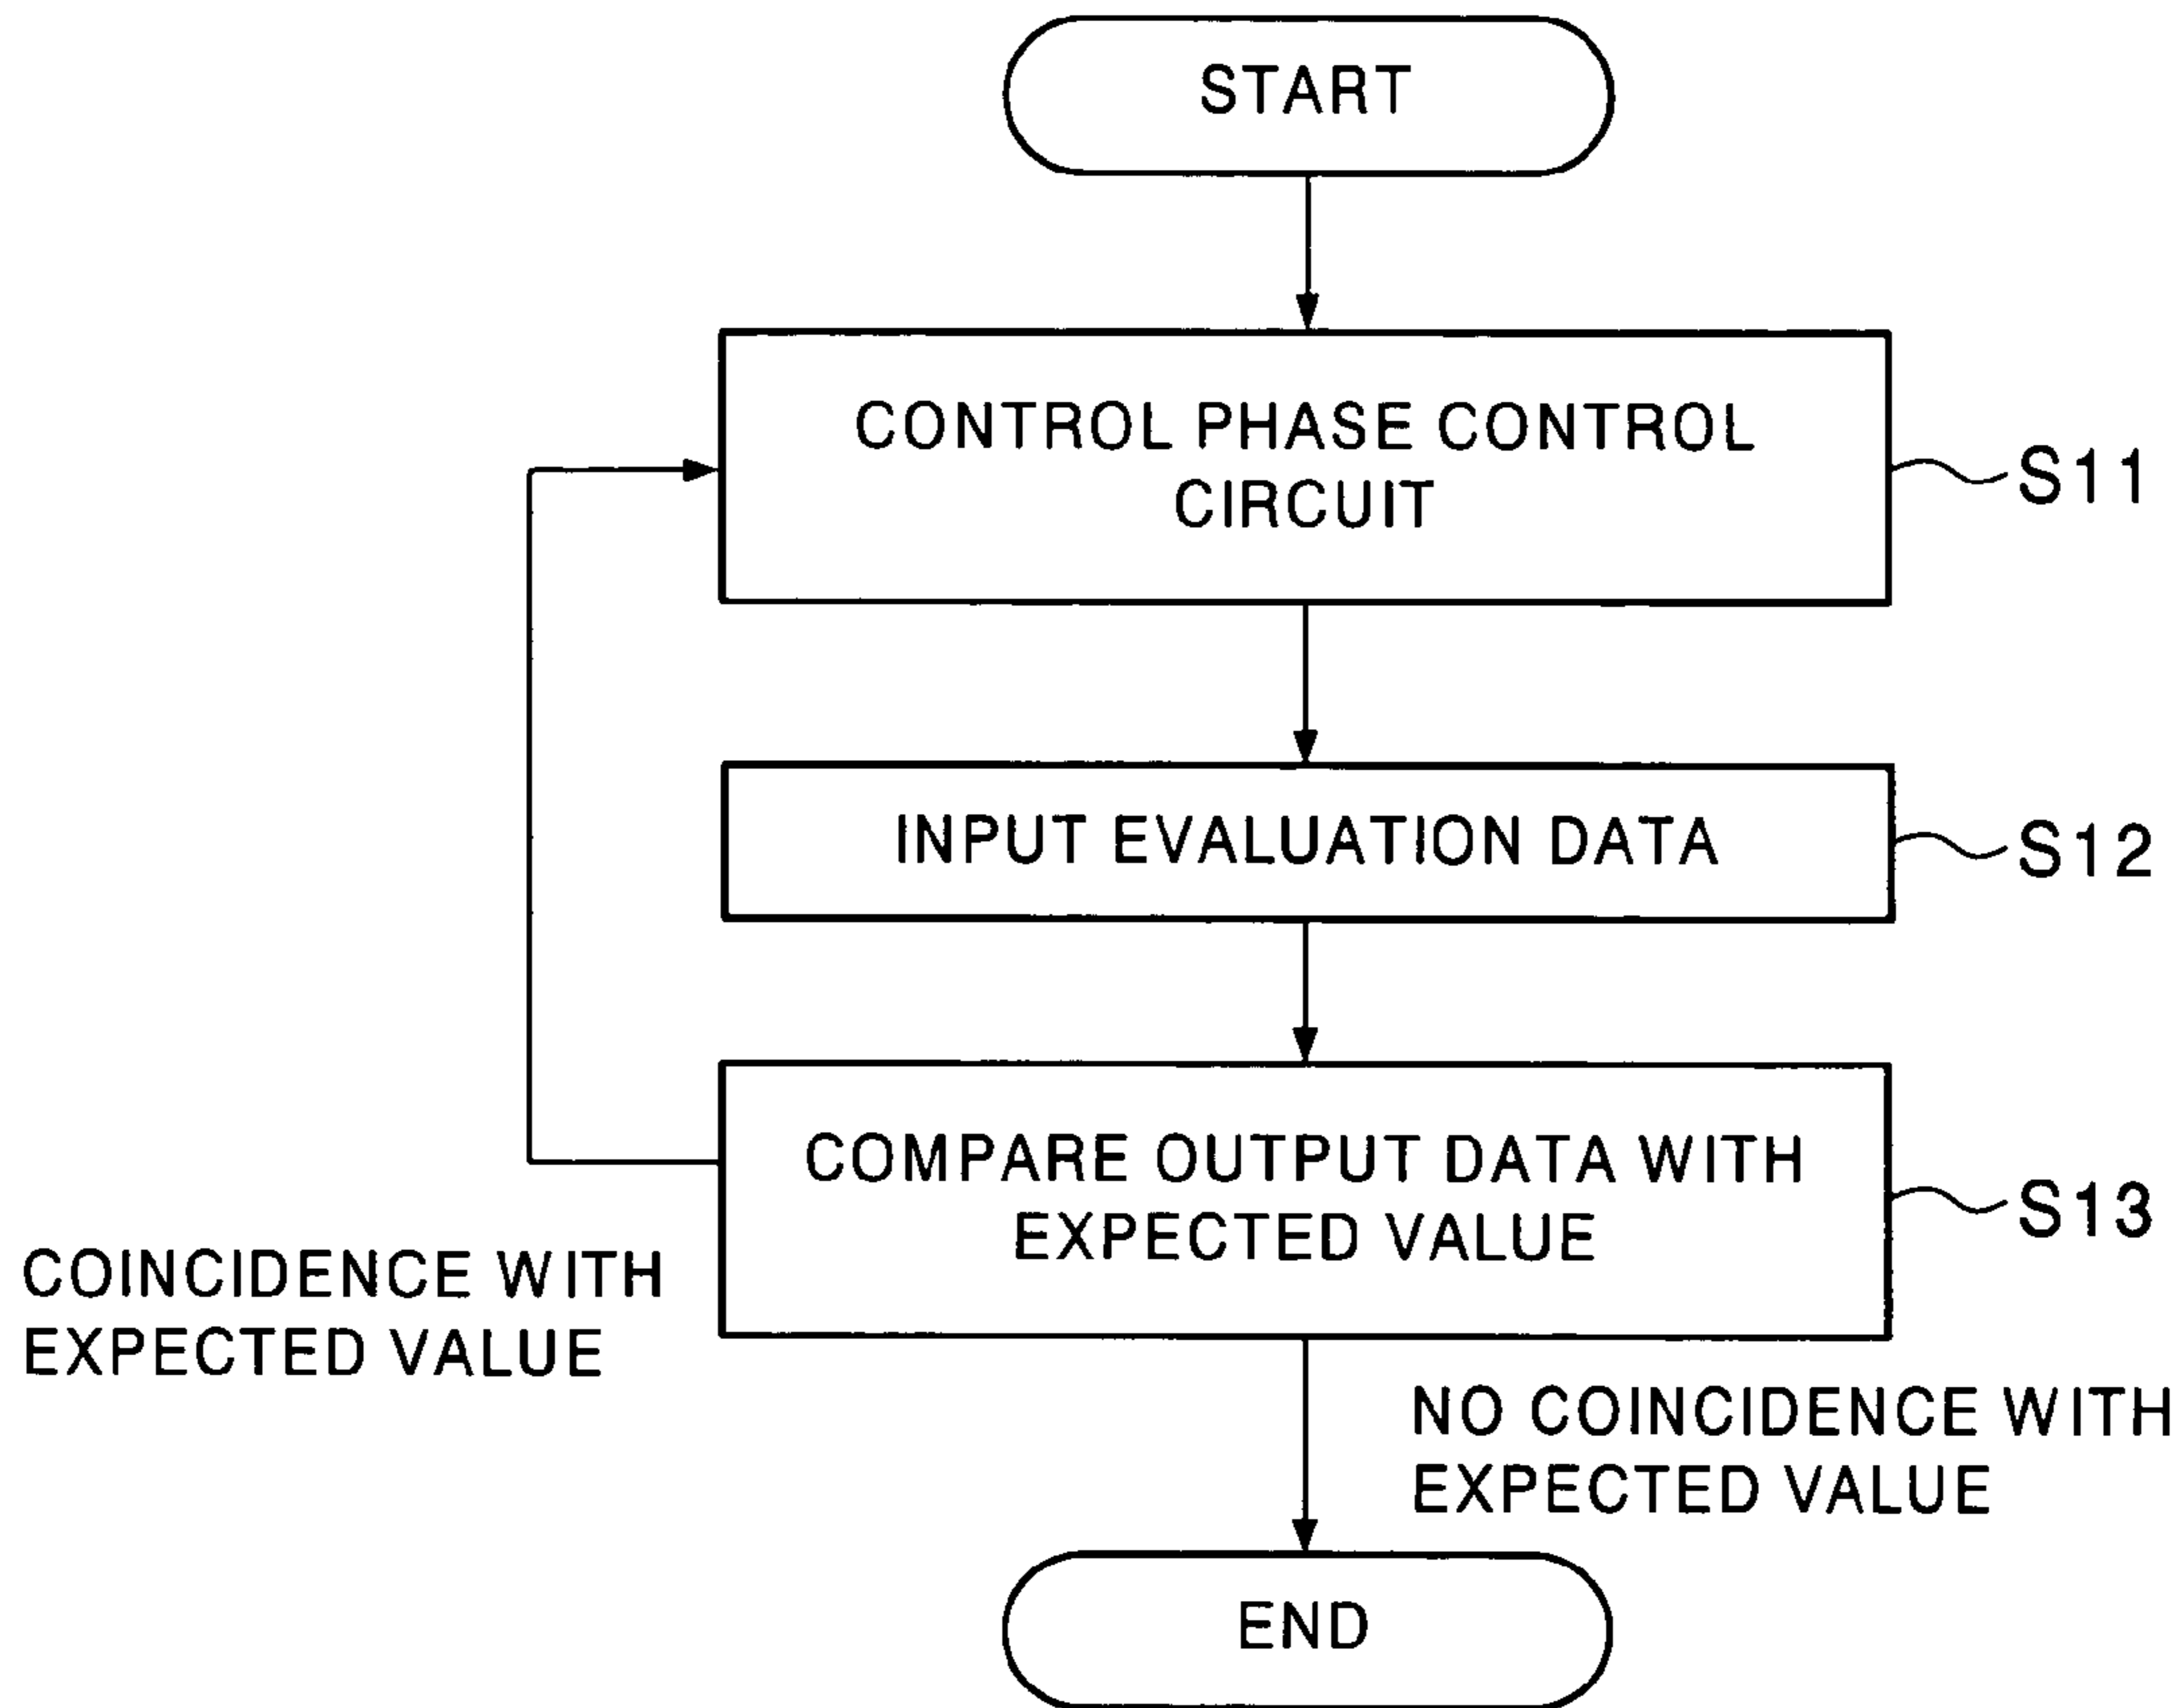 START
CONTROL PHASE CONTROL
CIRCUIT
S11
INPUT EVALUATION DATA
S12
COMPARE OUTPUT DATA WITH
EXPECTED VALUE
S13
COINCIDENCE WITH
EXPECTED VALUE
NO COINCIDENCE WITH
EXPECTED VALUE
END